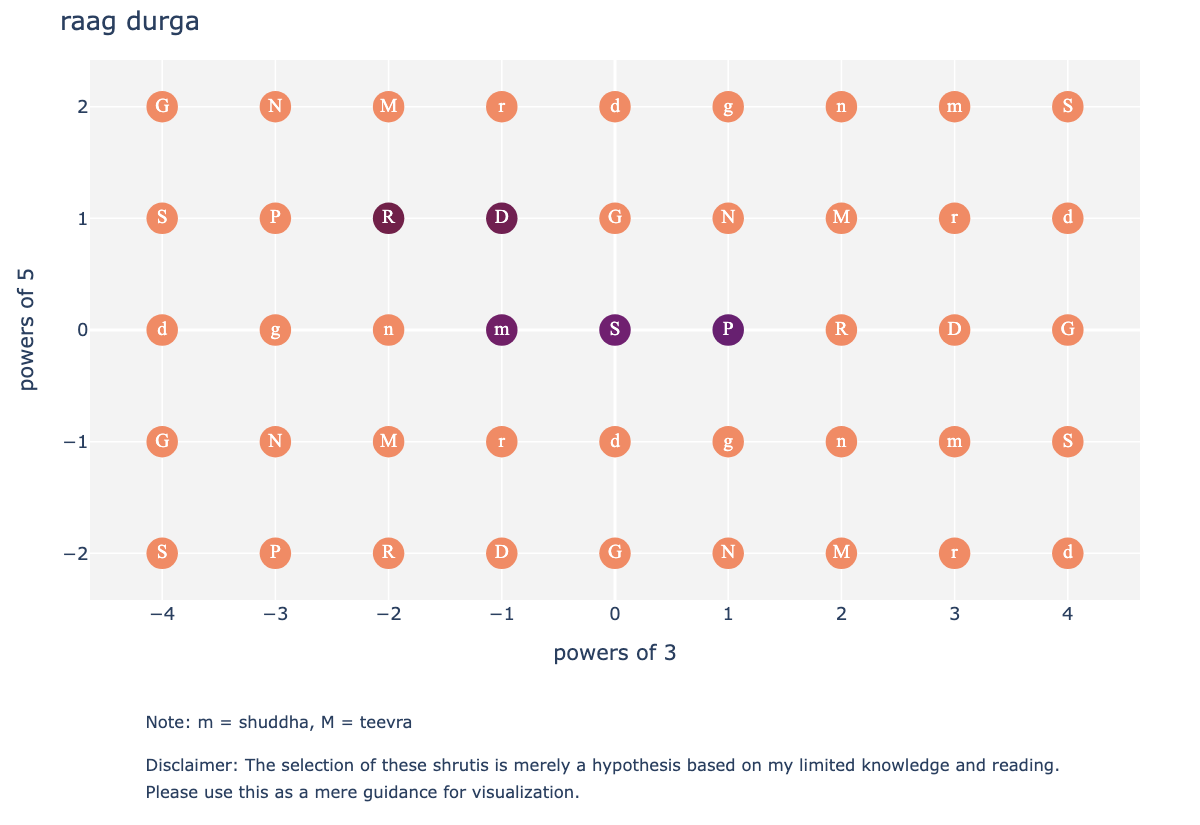 raag durga
2 G N M r d g n m S
1 S P R D G N M r d
0 d g n m S P R D G
−1 G N M r d g n m S
−2 S P R D G N M r d
−4 −3 −2 −1 0 1 2 3 4
powers of 5
powers of 3
Note: m = shuddha, M = teevra
Disclaimer: The selection of these shrutis is merely a hypothesis based on my limited knowledge and reading.
Please use this as a mere guidance for visualization.